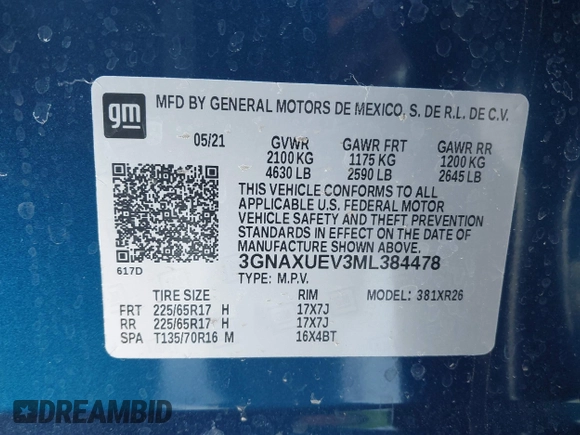 gm
MFD BY GENERAL MOTORS DE MEXICO, S. DE R.L. DE C.V.
05/21 GVWR GAWR FRT GAWR RR
2100 KG 1175 KG 1200 KG
4630 LB 2590 LB 2645 LB
THIS VEHICLE CONFORMS TO ALL
APPLICABLE U.S. FEDERAL MOTOR
VEHICLE SAFETY AND THEFT PREVENTION
STANDARDS IN EFFECT ON THE DATE OF
MANUFACTURE SHOWN ABOVE.
617D
3GNAXUEV3ML384478
TYPE: M.P.V.
TIRE SIZE RIM MODEL: 381XR26
FRT 225/65R17 H 17X7J
RR 225/65R17 H 17X7J
SPA T135/70R16 M 16X4BT
DREAMBID